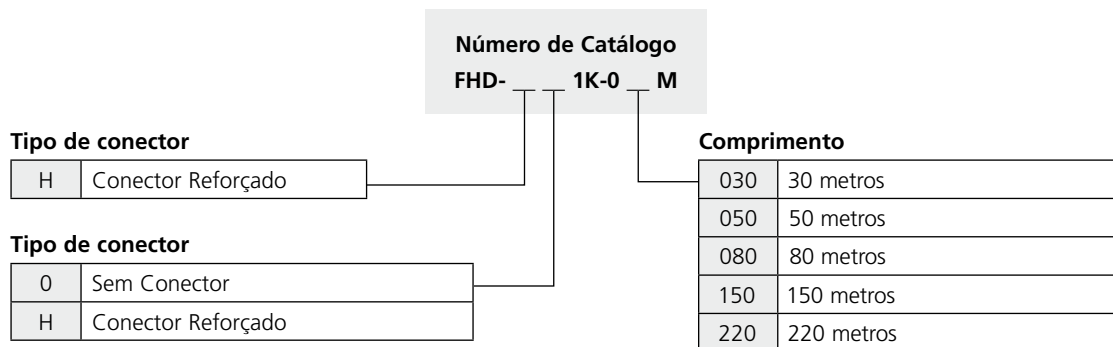 Número de Catálogo
FHD- __ __ 1K-0 __ M
Tipo de conector
H Conector Reforçado
Tipo de conector
0 Sem Conector
H Conector Reforçado
Comprimento
030 30 metros
050 50 metros
080 80 metros
150 150 metros
220 220 metros